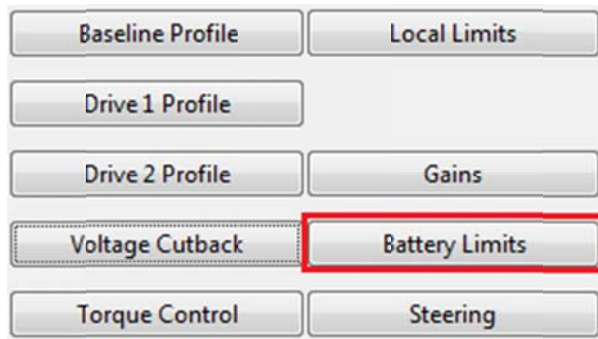 Baseline Profile
Local Limits
Drive 1 Profile
Drive 2 Profile
Gains
Voltage Cutback
Battery Limits
Torque Control
Steering